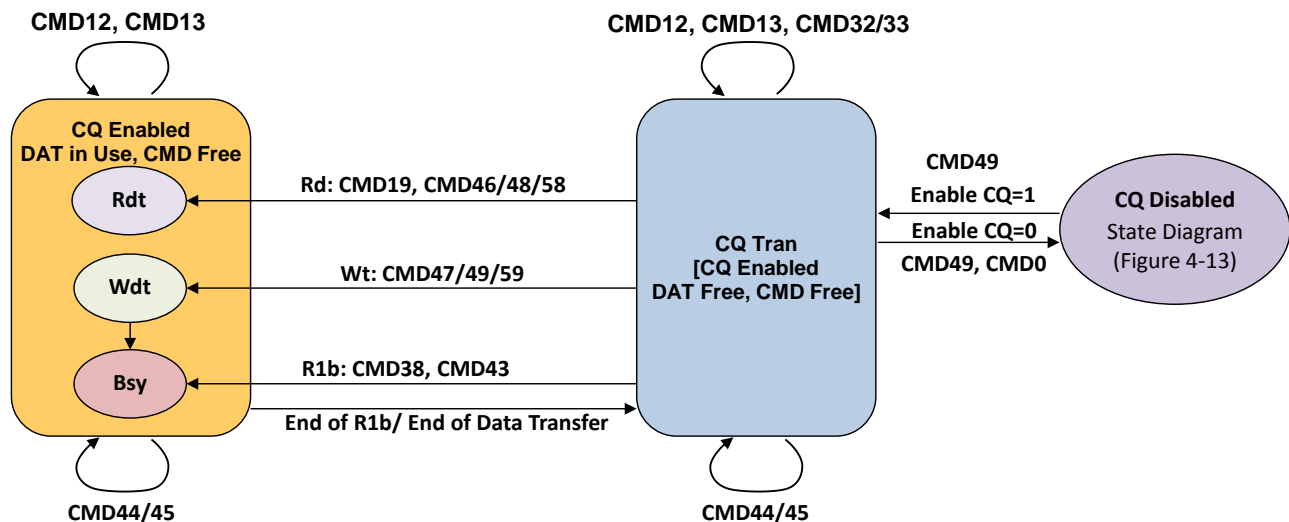 CMD12, CMD13
CQ Enabled
DAT in Use, CMD Free
Rdt
Wdt
Bsy
CMD44/45
Rd: CMD19, CMD46/48/58
Wt: CMD47/49/59
R1b: CMD38, CMD43
End of R1b/ End of Data Transfer
CMD12, CMD13, CMD32/33
CQ Tran
[CQ Enabled
DAT Free, CMD Free]
CMD44/45
CMD49
Enable CQ=1
Enable CQ=0
CMD49, CMD0
CQ Disabled
State Diagram
(Figure 4-13)